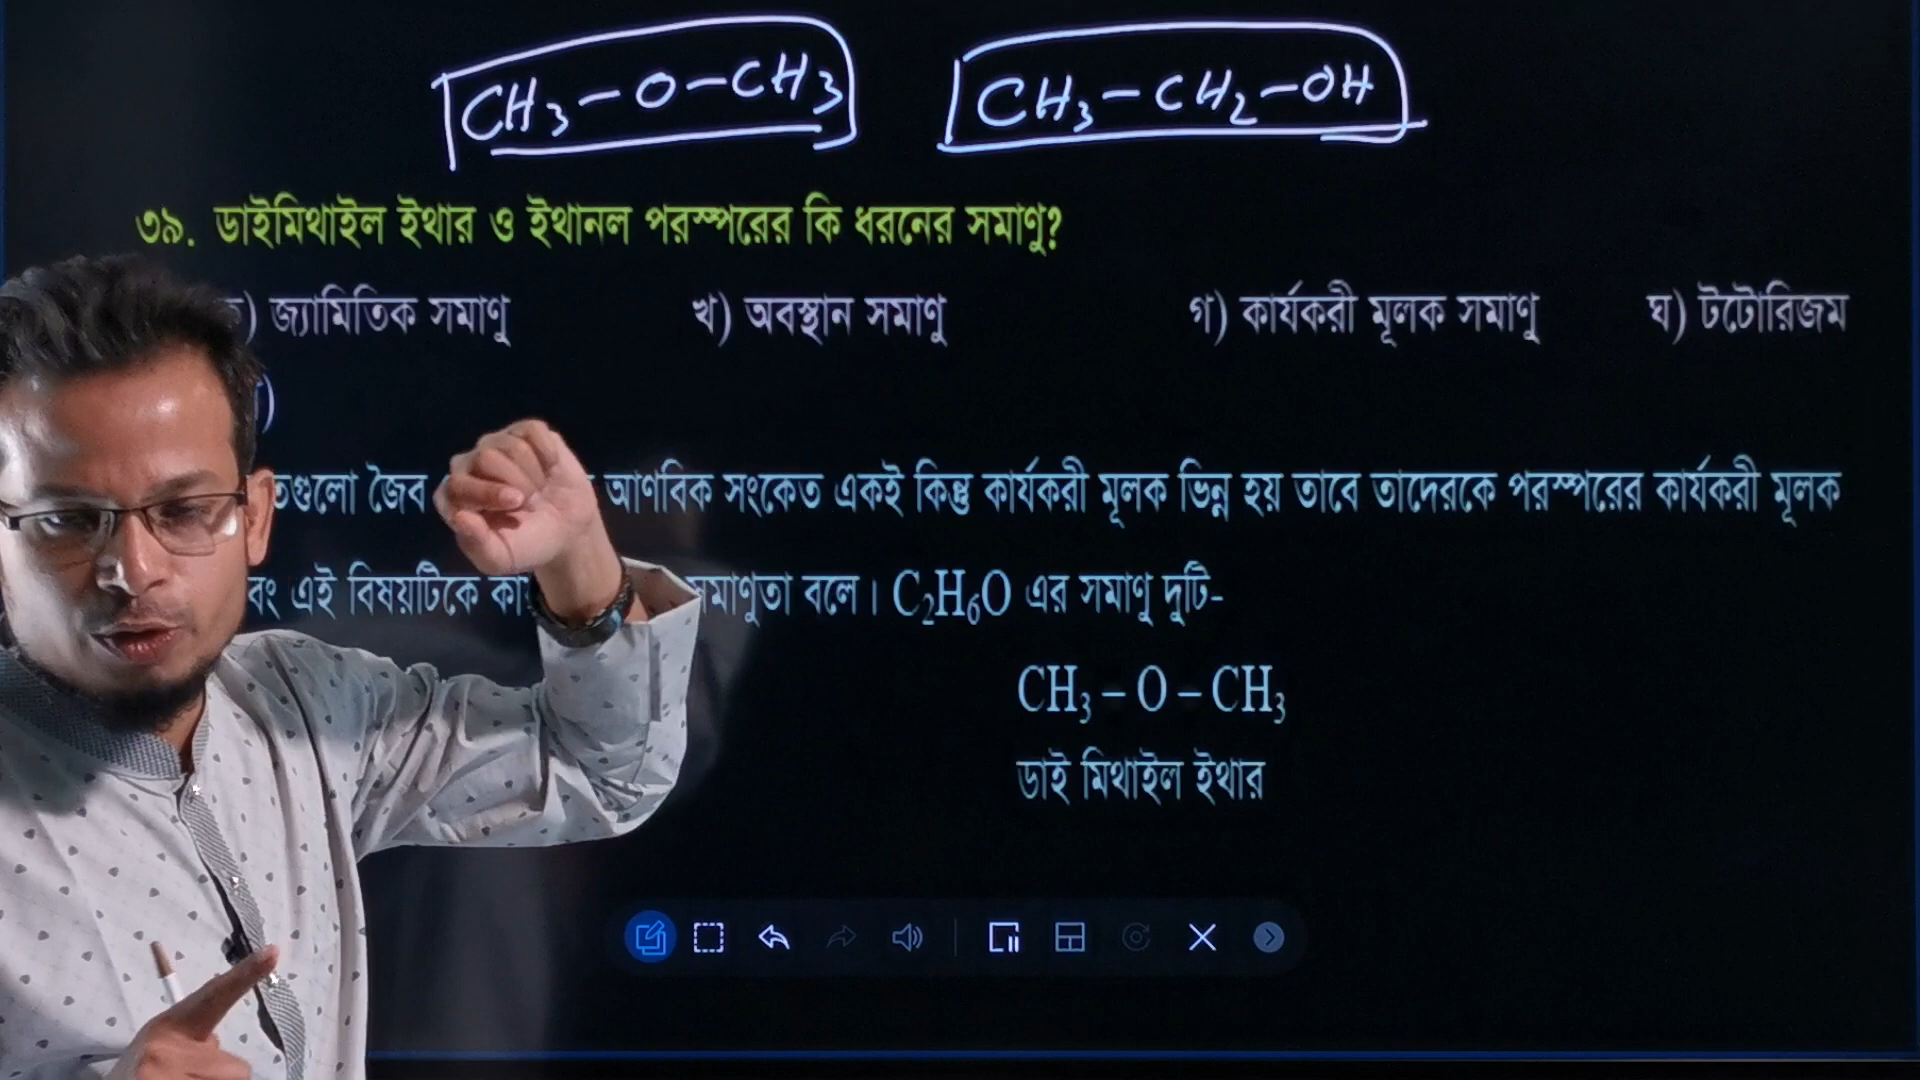 CH₃-O-CH₃ CH₃-CH₂-OH
৩৯. ডাইমিথাইল ইথার ও ইথানল পরস্পরের কি ধরনের সমাণু?
) জ্যামিতিক সমাণু খ) অবস্থান সমাণু গ) কার্যকরী মূলক সমাণু ঘ) টটোরিজম
জৈব আণবিক সংকেত একই কিন্তু কার্যকরী মূলক ভিন্ন হয় তাবে তাদেরকে পরস্পরের কার্যকরী মূলক
এই বিষয়টিকে সমাণুতা বলে। C₂H₆O এর সমাণু দুটি-
CH₃ – O – CH₃
ডাই মিথাইল ইথার